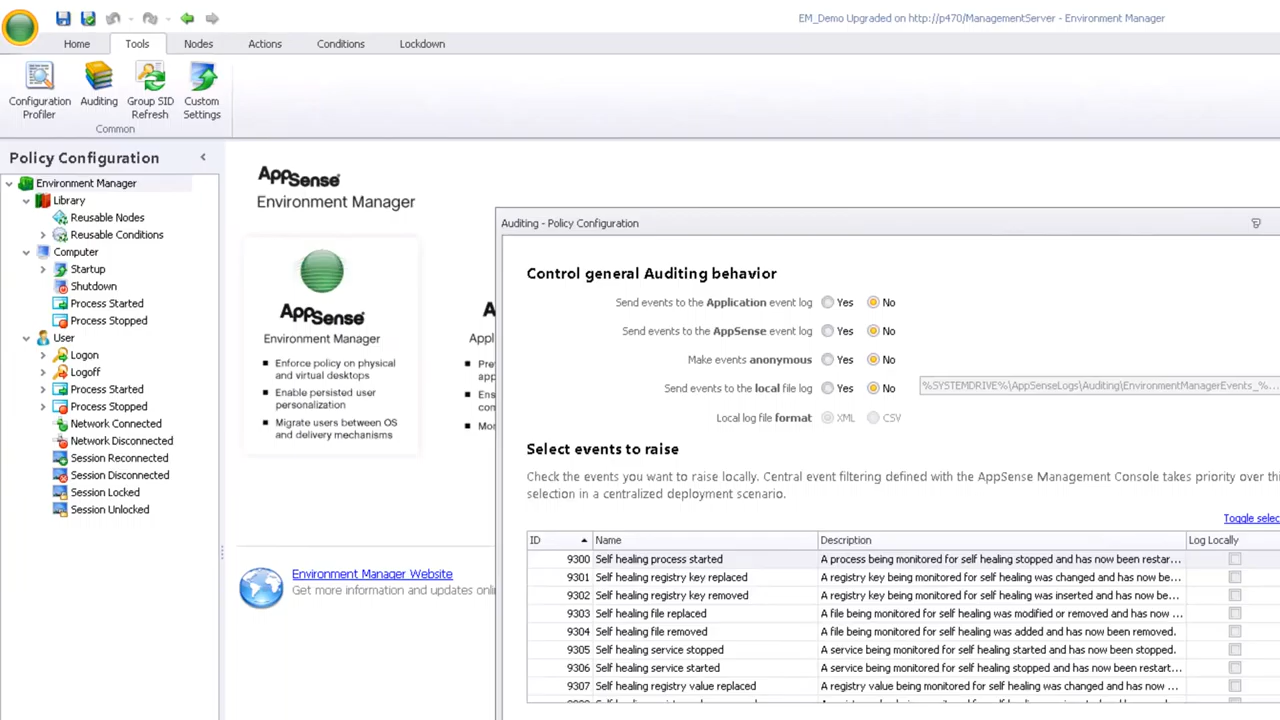 EM_Demo Upgraded on http://p470/ManagementServer - Environment Manager
Home Tools Nodes Actions Conditions Lockdown
Configuration Profiler
Auditing
Group SID Refresh
Custom Settings
Common
Policy Configuration
Environment Manager
Library
Reusable Nodes
Reusable Conditions
Computer
Startup
Shutdown
Process Started
Process Stopped
User
Logon
Logoff
Process Started
Process Stopped
Network Connected
Network Disconnected
Session Reconnected
Session Disconnected
Session Locked
Session Unlocked
AppSense
Environment Manager
AppSense
Environment Manager
Enforce policy on physical
and virtual desktops
Enable persisted user
personalization
Migrate users between OS
and delivery mechanisms
Environment Manager Website
Get more information and updates
Auditing - Policy Configuration
Control general Auditing behavior
Send events to the Application event log Yes No
Send events to the AppSense event log Yes No
Make events anonymous Yes No
Send events to the local file log Yes No %SYSTEMDRIVE%\AppSenseLogs\Auditing\EnvironmentManagerEvents_%...
Local log file format XML CSV
Select events to raise
Check the events you want to raise locally. Central event filtering defined with the AppSense Management Console takes priority over
selection in a centralized deployment scenario.
Toggle
ID Name Description Log Locally
9300 Self healing process started A process being monitored for self healing stopped and has now been restar...
9301 Self healing registry key replaced A registry key being monitored for self healing was changed and has now be...
9302 Self healing registry key removed A registry key being monitored for self healing was inserted and has now be...
9303 Self healing file replaced A file being monitored for self healing was modified or removed and has now ...
9304 Self healing file removed A file being monitored for self healing was added and has now been removed.
9305 Self healing service stopped A service being monitored for self healing started and has now been stopped.
9306 Self healing service started A service being monitored for self healing stopped and has now been restart...
9307 Self healing registry value replaced A registry value being monitored for self healing was changed and has now ...